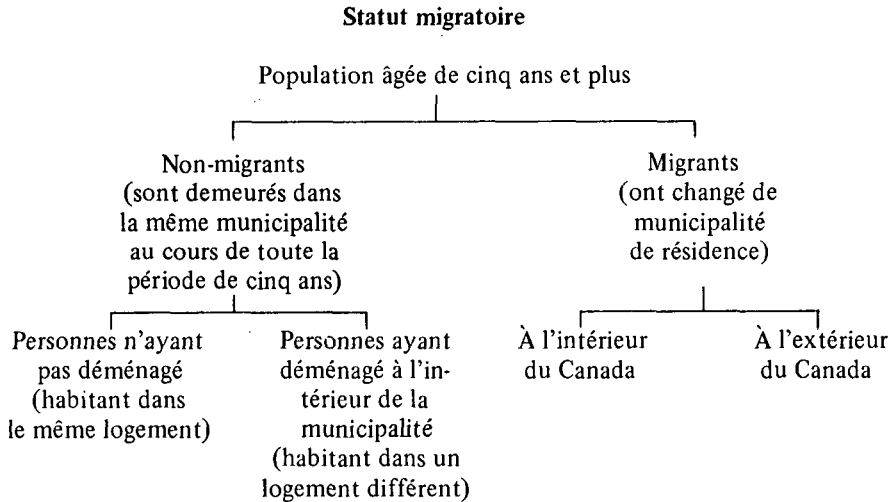 Statut migratoire
Population âgée de cinq ans et plus
Non-migrants
(sont demeurés dans
la même municipalité
au cours de toute la
période de cinq ans)
Migrants
(ont changé de
municipalité
de résidence)
Personnes n'ayant
pas déménagé
(habitant dans
le même logement)
Personnes ayant
déménagé à l'in-
térieur de la
municipalité
(habitant dans un
logement différent)
À l'intérieur
du Canada
À l'extérieur
du Canada